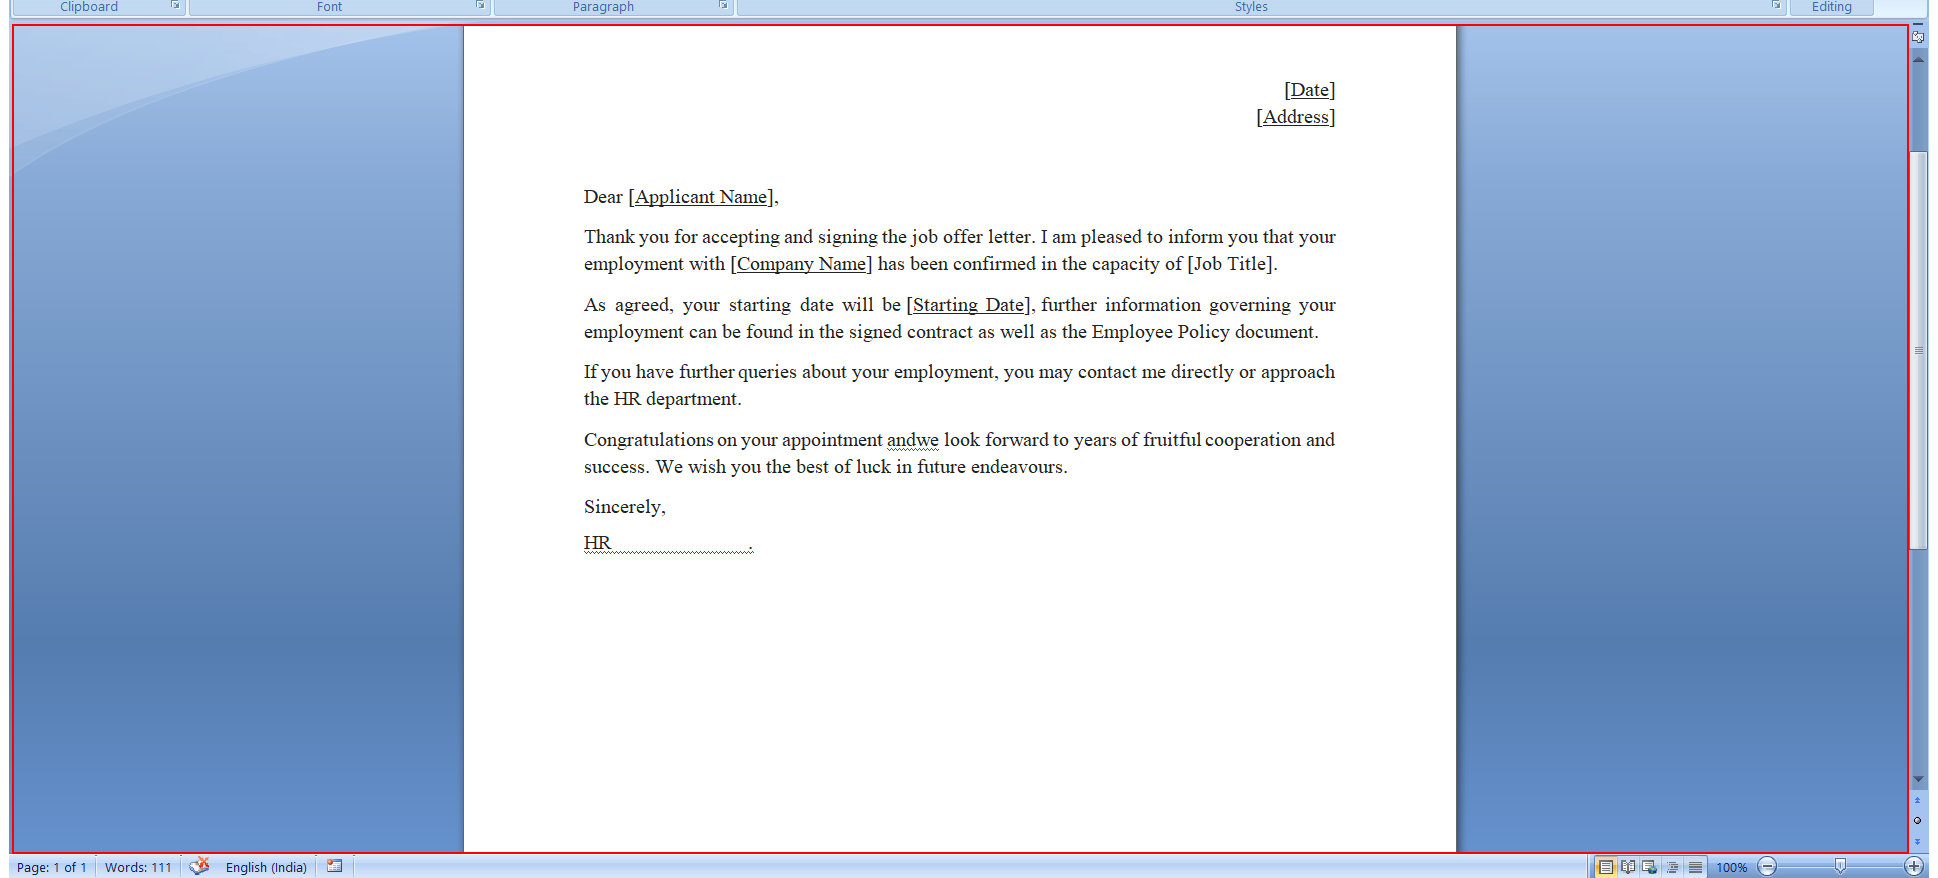 Clipboard Font Paragraph Styles Editing
[Date]
[Address]
Dear [Applicant Name],
Thank you for accepting and signing the job offer letter. I am pleased to inform you that your
employment with [Company Name] has been confirmed in the capacity of [Job Title].
As agreed, your starting date will be [Starting Date], further information governing your
employment can be found in the signed contract as well as the Employee Policy document.
If you have further queries about your employment, you may contact me directly or approach
the HR department.
Congratulations on your appointment andwe look forward to years of fruitful cooperation and
success. We wish you the best of luck in future endeavours.
Sincerely,
HR .
Page: 1 of 1 Words: 111 English (India) 100%